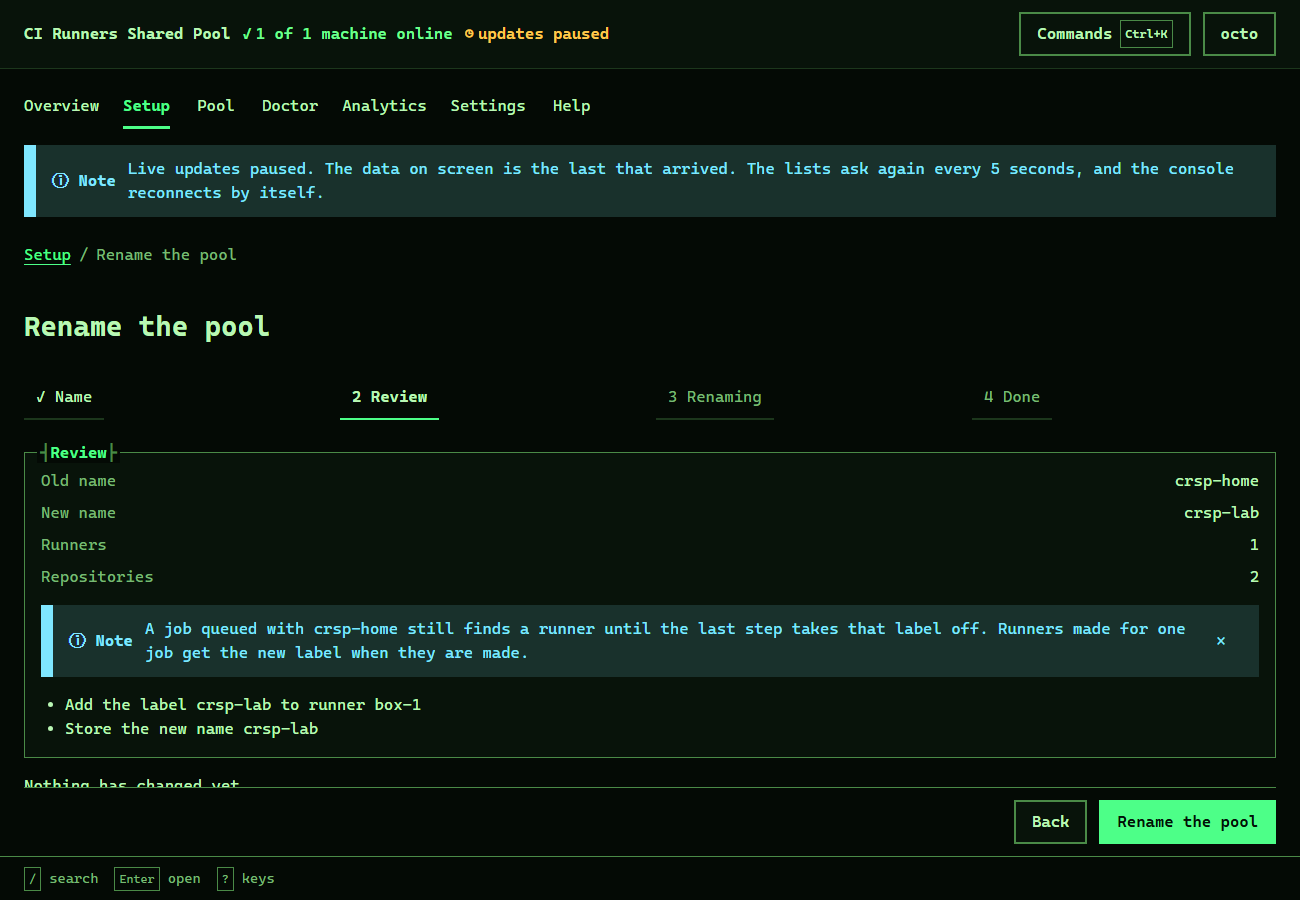 CI Runners Shared Pool ✓1 of 1 machine online updates paused Commands Ctrl+K octo
Overview Setup Pool Doctor Analytics Settings Help
Note Live updates paused. The data on screen is the last that arrived. The lists ask again every 5 seconds, and the console
reconnects by itself.
Setup / Rename the pool
Rename the pool
✓ Name 2 Review 3 Renaming 4 Done
Review
Old name crsp-home
New name crsp-lab
Runners 1
Repositories 2
Note A job queued with crsp-home still finds a runner until the last step takes that label off. Runners made for one ×
job get the new label when they are made.
• Add the label crsp-lab to runner box-1
• Store the new name crsp-lab
Nothing has changed yet
Back Rename the pool
/ search Enter open ? keys